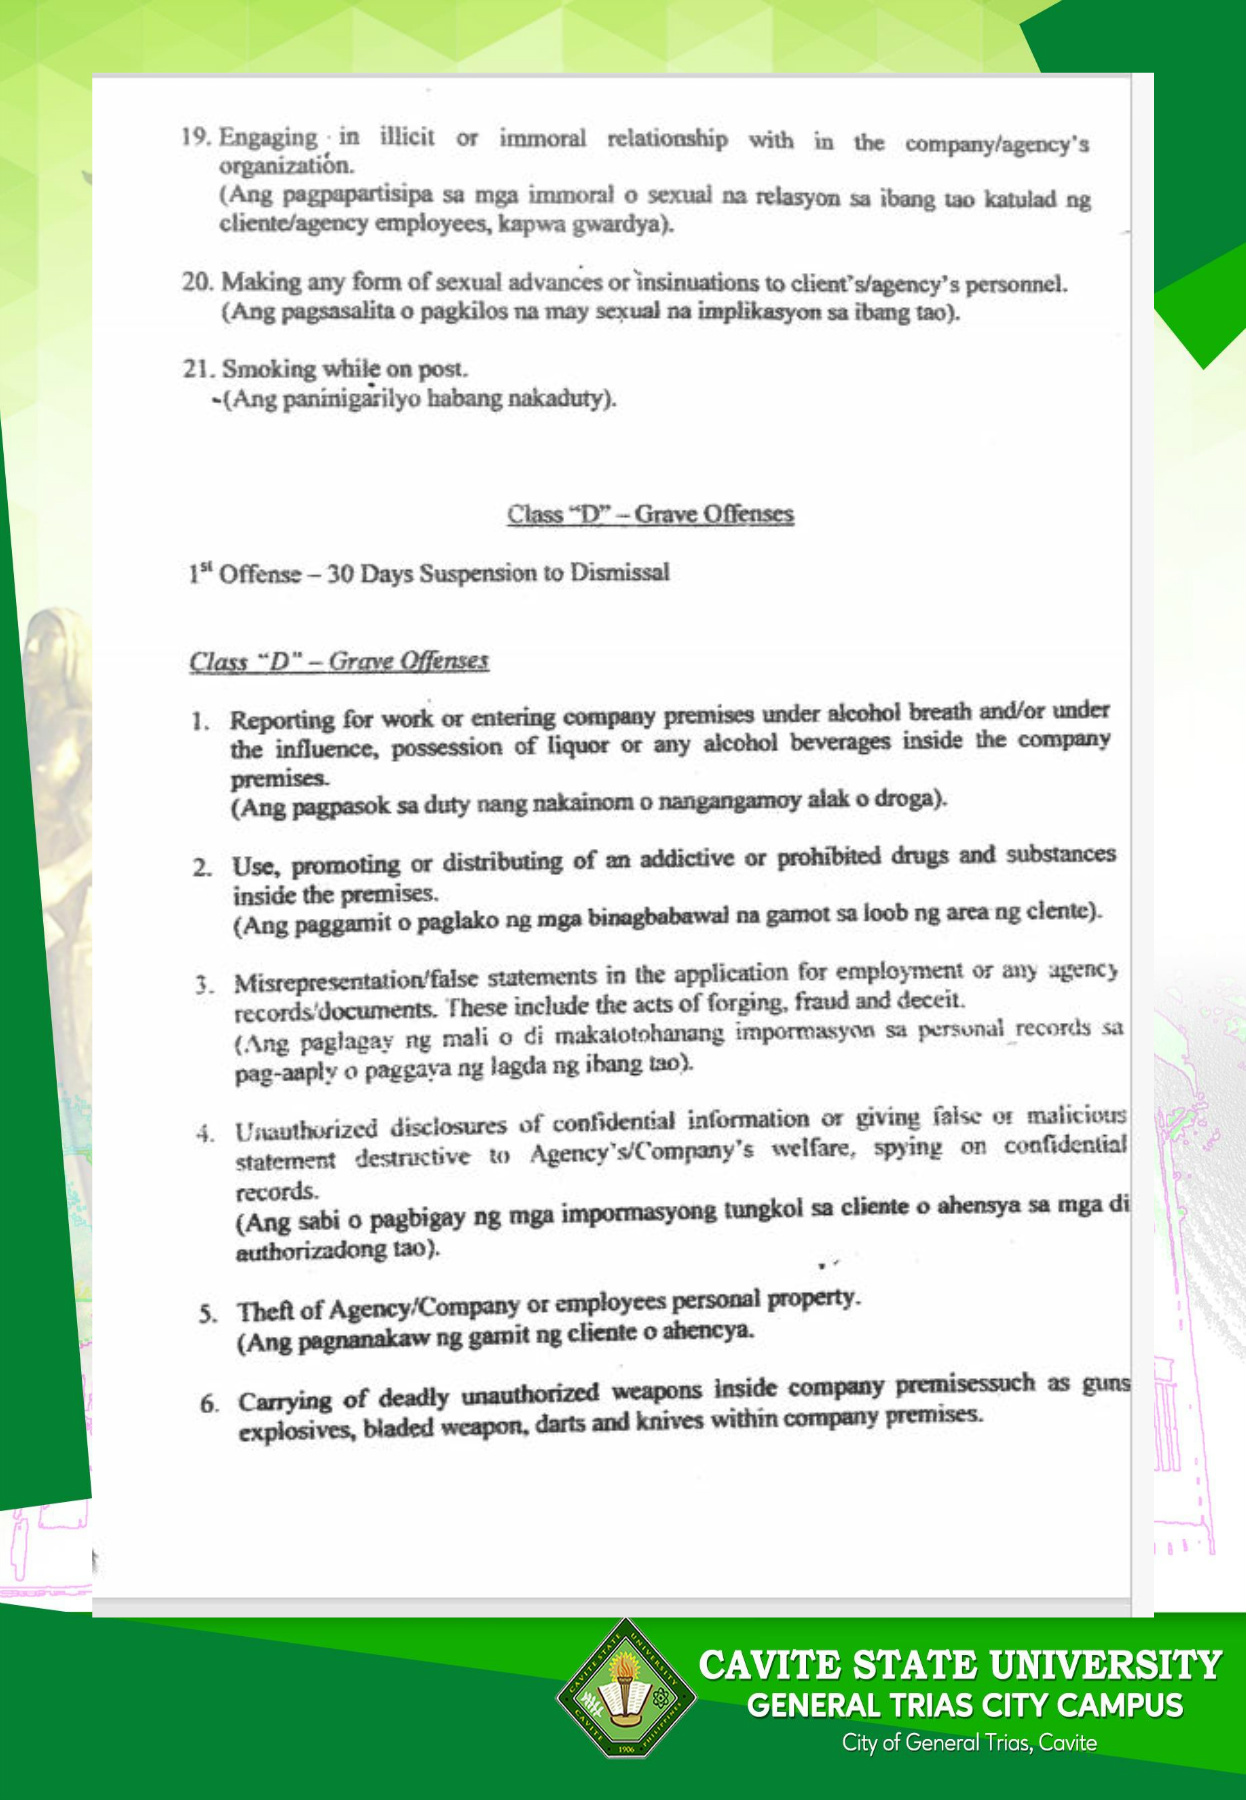 19. Engaging in illicit or immoral relationship with in the company/agency's
organization.
(Ang pagpapartisipa sa mga immoral o sexual na relasyon sa ibang tao katulad ng
cliente/agency employees, kapwa gwardya).
20. Making any form of sexual advances or insinuations to client's/agency's personnel.
(Ang pagsasalita o pagkilos na may sexual na implikasyon sa ibang tao).
21. Smoking while on post.
-(Ang paninigarilyo habang nakaduty).
Class "D" – Grave Offenses
1st Offense – 30 Days Suspension to Dismissal
Class "D" – Grave Offenses
1. Reporting for work or entering company premises under alcohol breath and/or under
the influence, possession of liquor or any alcohol beverages inside the company
premises.
(Ang pagpasok sa duty nang nakainom o nangangamoy alak o droga).
2. Use, promoting or distributing of an addictive or prohibited drugs and substances
inside the premises.
(Ang paggamit o paglako ng mga binagbabawal na gamot sa loob ng area ng clente).
3. Misrepresentation/false statements in the application for employment or any agency
records/documents. These include the acts of forging, fraud and deceit.
(Ang paglagay ng mali o di makatotohanang impormasyon sa personal records sa
pag-aaply o paggaya ng lagda ng ibang tao).
4. Unauthorized disclosures of confidential information or giving false or malicious
statement destructive to Agency's/Company's welfare, spying on confidential
records.
(Ang sabi o pagbigay ng mga impormasyong tungkol sa cliente o ahensya sa mga di
authorizadong tao).
5. Theft of Agency/Company or employees personal property.
(Ang pagnanakaw ng gamit ng cliente o ahencya.
6. Carrying of deadly unauthorized weapons inside company premisessuch as guns
explosives, bladed weapon, darts and knives within company premises.
CAVITE STATE UNIVERSITY
CAVITE
PHILIPPINES
1906
CAVITE STATE UNIVERSITY
GENERAL TRIAS CITY CAMPUS
City of General Trias, Cavite